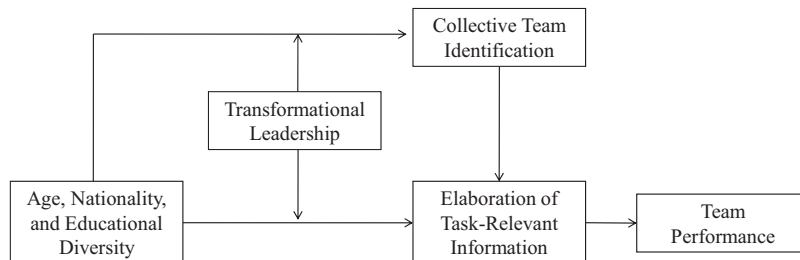 Collective Team
Identification
Transformational
Leadership
Age, Nationality,
and Educational
Diversity
Elaboration of
Task-Relevant
Information
Team
Performance